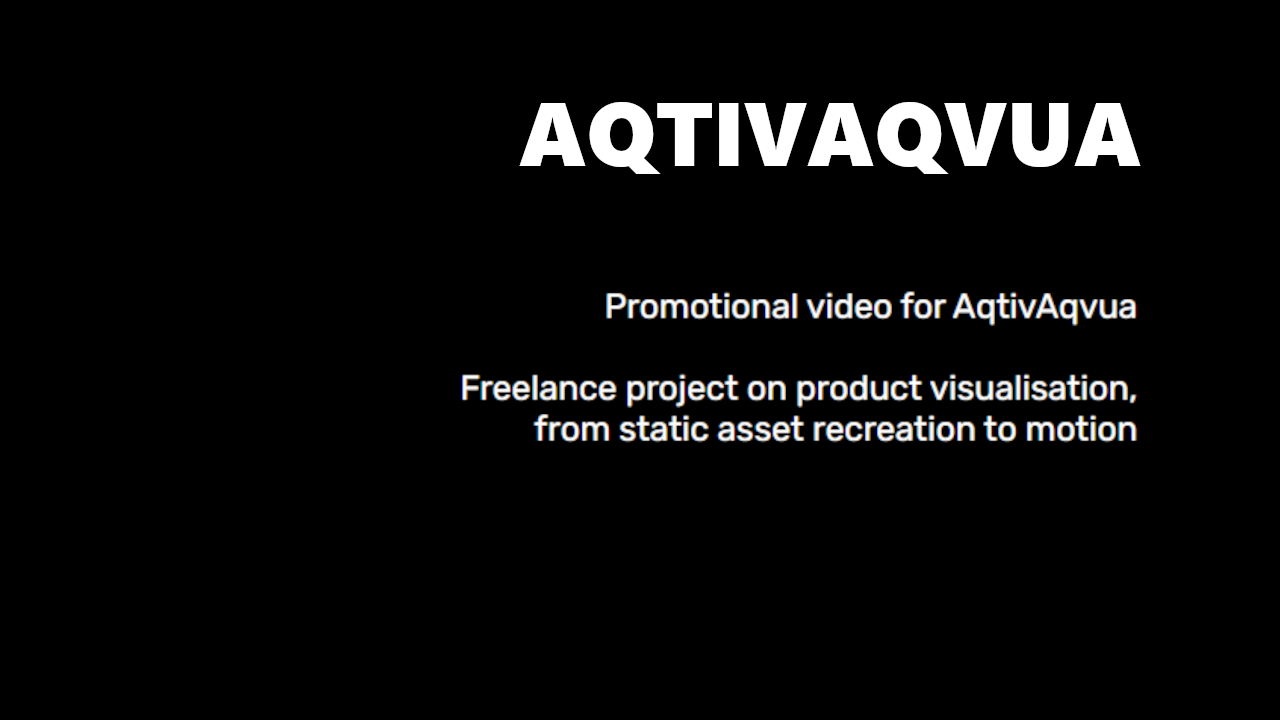 AQTIVAQVUA
Promotional video for AqtivAqvua
Freelance project on product visualisation,
from static asset recreation to motion